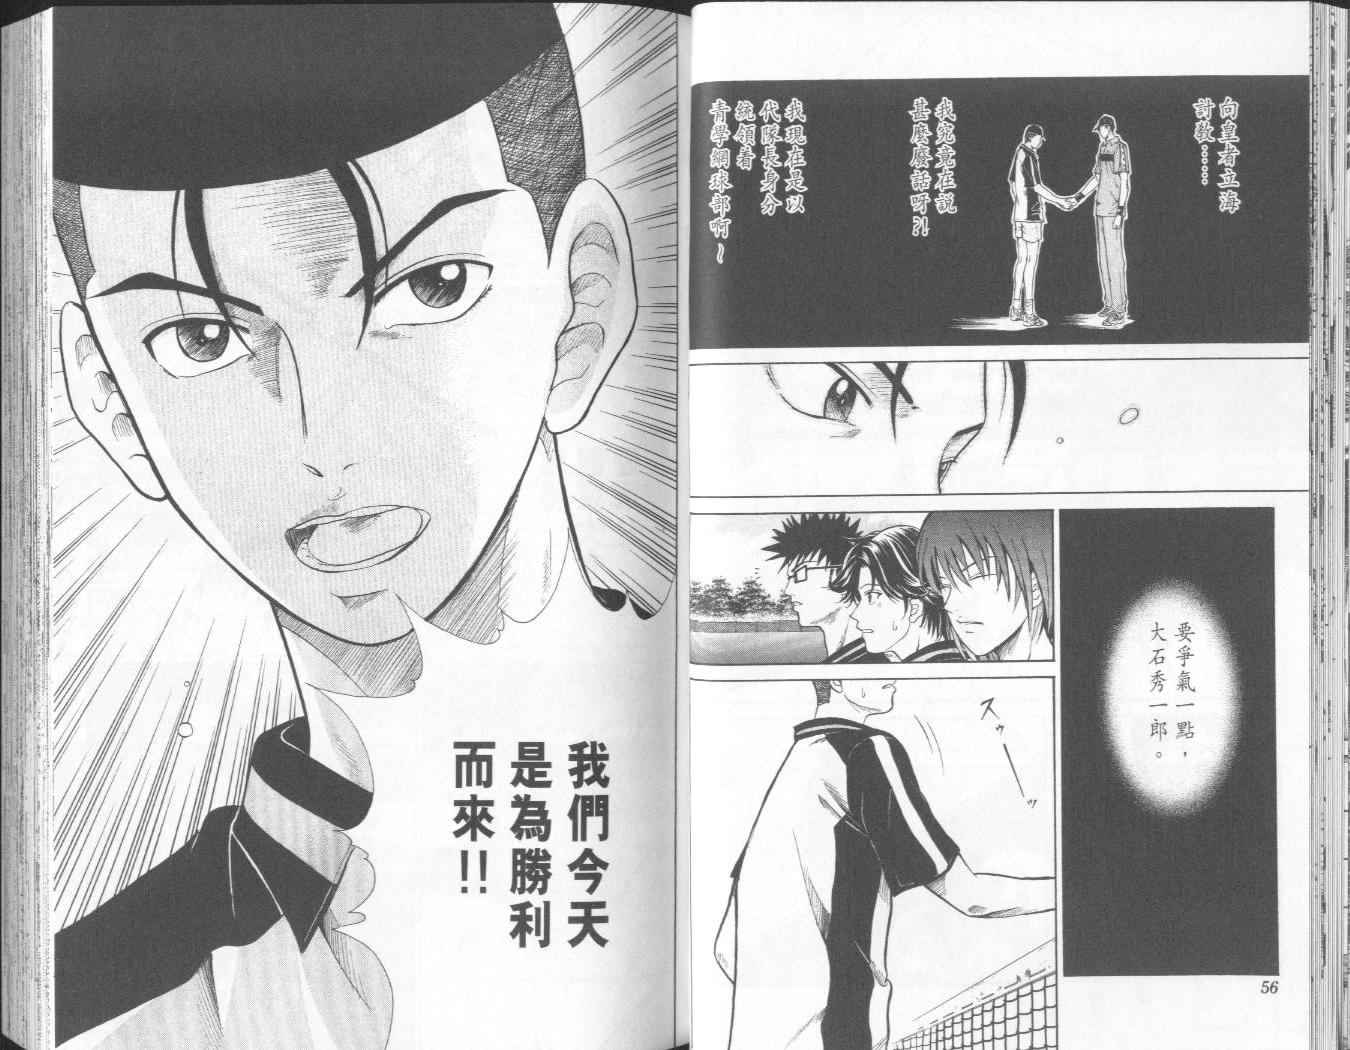 向皇者立海
討教……
我究竟在說
甚麼廢話呀?!
我現在是以
代隊長身分
統領着
青學網球部啊～
要爭氣一點，
大石秀一郎。
スゥーッ
56
我們今天
是為勝利
而來!!